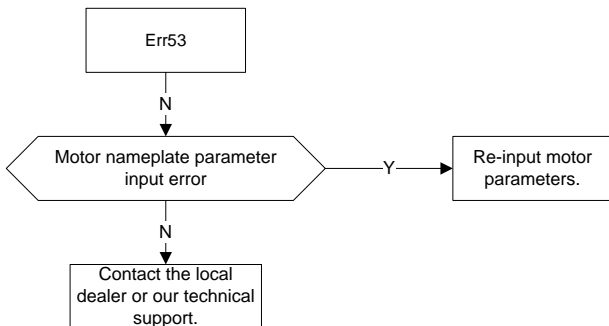 Err53
N
Motor nameplate parameter
input error
Y
Re-input motor
parameters.
N
Contact the local
dealer or our technical
support.